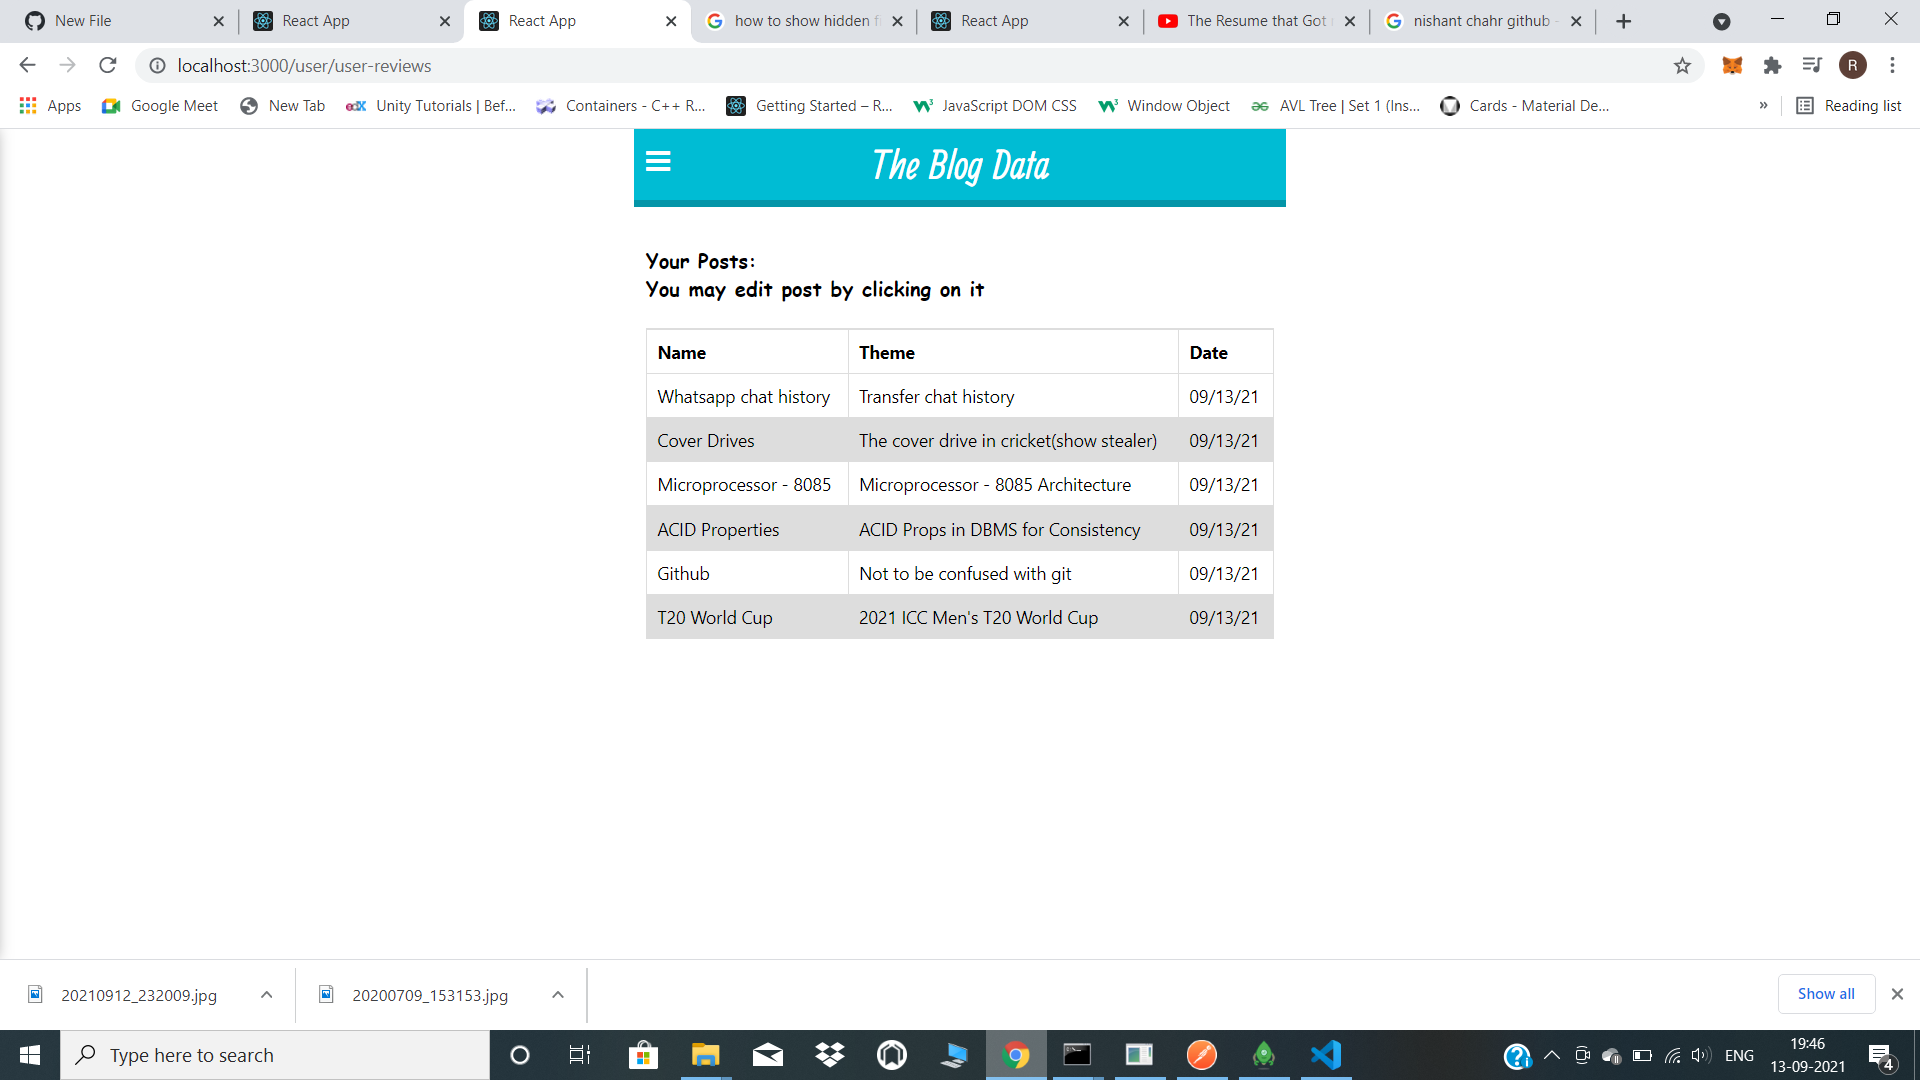 New File
React App
React App
how to show hidden f
React App
The Resume that Got
nishant chahr github -
localhost:3000/user/user-reviews
R
Apps
Google Meet
New Tab
edX
Unity Tutorials | Bef...
Containers - C++ R...
Getting Started – R...
JavaScript DOM CSS
Window Object
AVL Tree | Set 1 (Ins...
Cards - Material De...
»
Reading list
The Blog Data
Your Posts:
You may edit post by clicking on it
Name Theme Date
Whatsapp chat history Transfer chat history 09/13/21
Cover Drives The cover drive in cricket(show stealer) 09/13/21
Microprocessor - 8085 Microprocessor - 8085 Architecture 09/13/21
ACID Properties ACID Props in DBMS for Consistency 09/13/21
Github Not to be confused with git 09/13/21
T20 World Cup 2021 ICC Men's T20 World Cup 09/13/21
20210912_232009.jpg
20200709_153153.jpg
Show all
Type here to search
ENG
19:46
13-09-2021
4